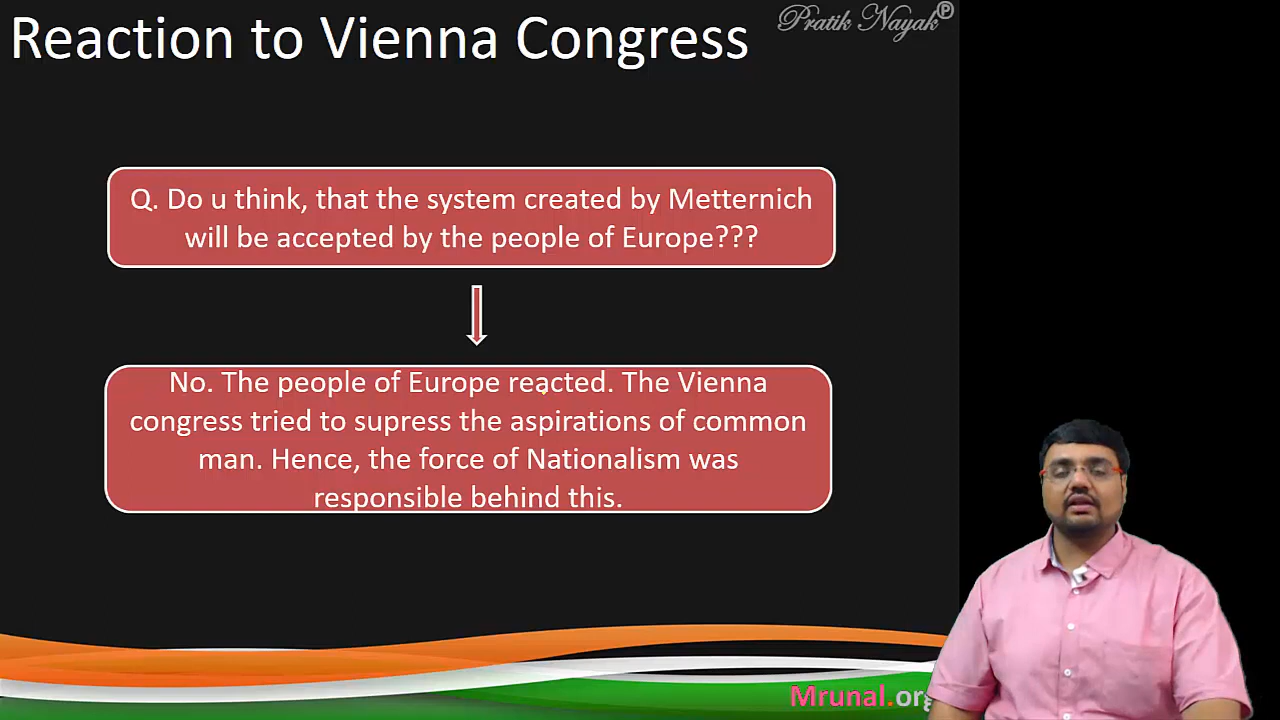 Reaction to Vienna Congress
Pratik Nayak ℗
Q. Do u think, that the system created by Metternich
will be accepted by the people of Europe???
No. The people of Europe reacted. The Vienna
congress tried to supress the aspirations of common
man. Hence, the force of Nationalism was
responsible behind this.
Mrunal.org